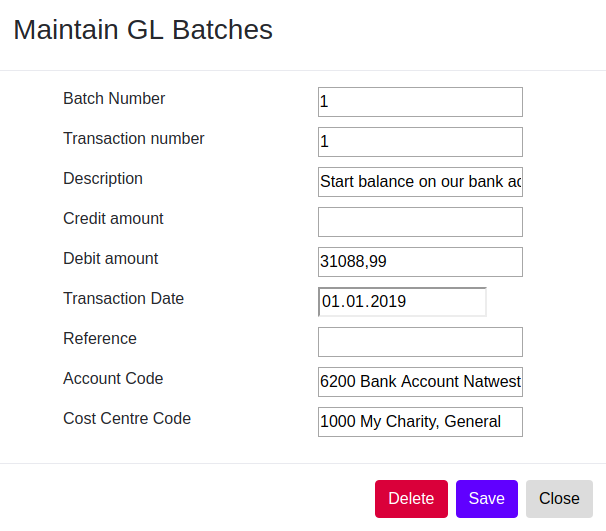 Maintain GL Batches
Batch Number 1
Transaction number 1
Description Start balance on our bank
Credit amount
Debit amount 31088,99
Transaction Date 01.01.2019
Reference
Account Code 6200 Bank Account Natwest
Cost Centre Code 1000 My Charity, General
Delete Save Close